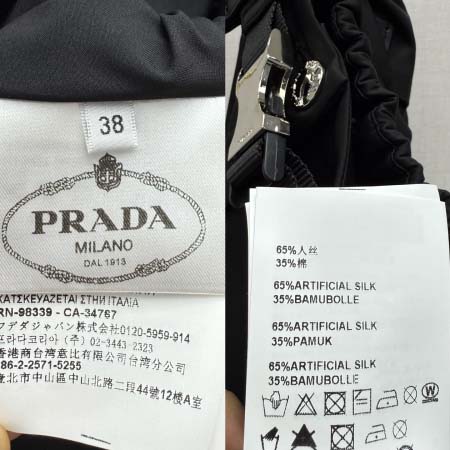 38
PRADA
MILANO
DAL 1913
ΚΑΤΣΚΕΥΑΖΕΤΑΙ ΣΤΗ ΙΤΑΛΙΑ
RN-98339 - CA-34767
プラダジャパン株式会社0120-5959-914
프라다코리아 (주) 02-3443-2323
香港商台湾意比有限公司台湾分公司
886-2-2571-5255
臺北市中山區中山北路二段44號12樓A室
65%人丝
35%棉
65%ARTIFICIAL SILK
35%BAMUBOLLE
65%ARTIFICIAL SILK
35%PAMUK
65%ARTIFICIAL SILK
35%BAMUBOLLE
W